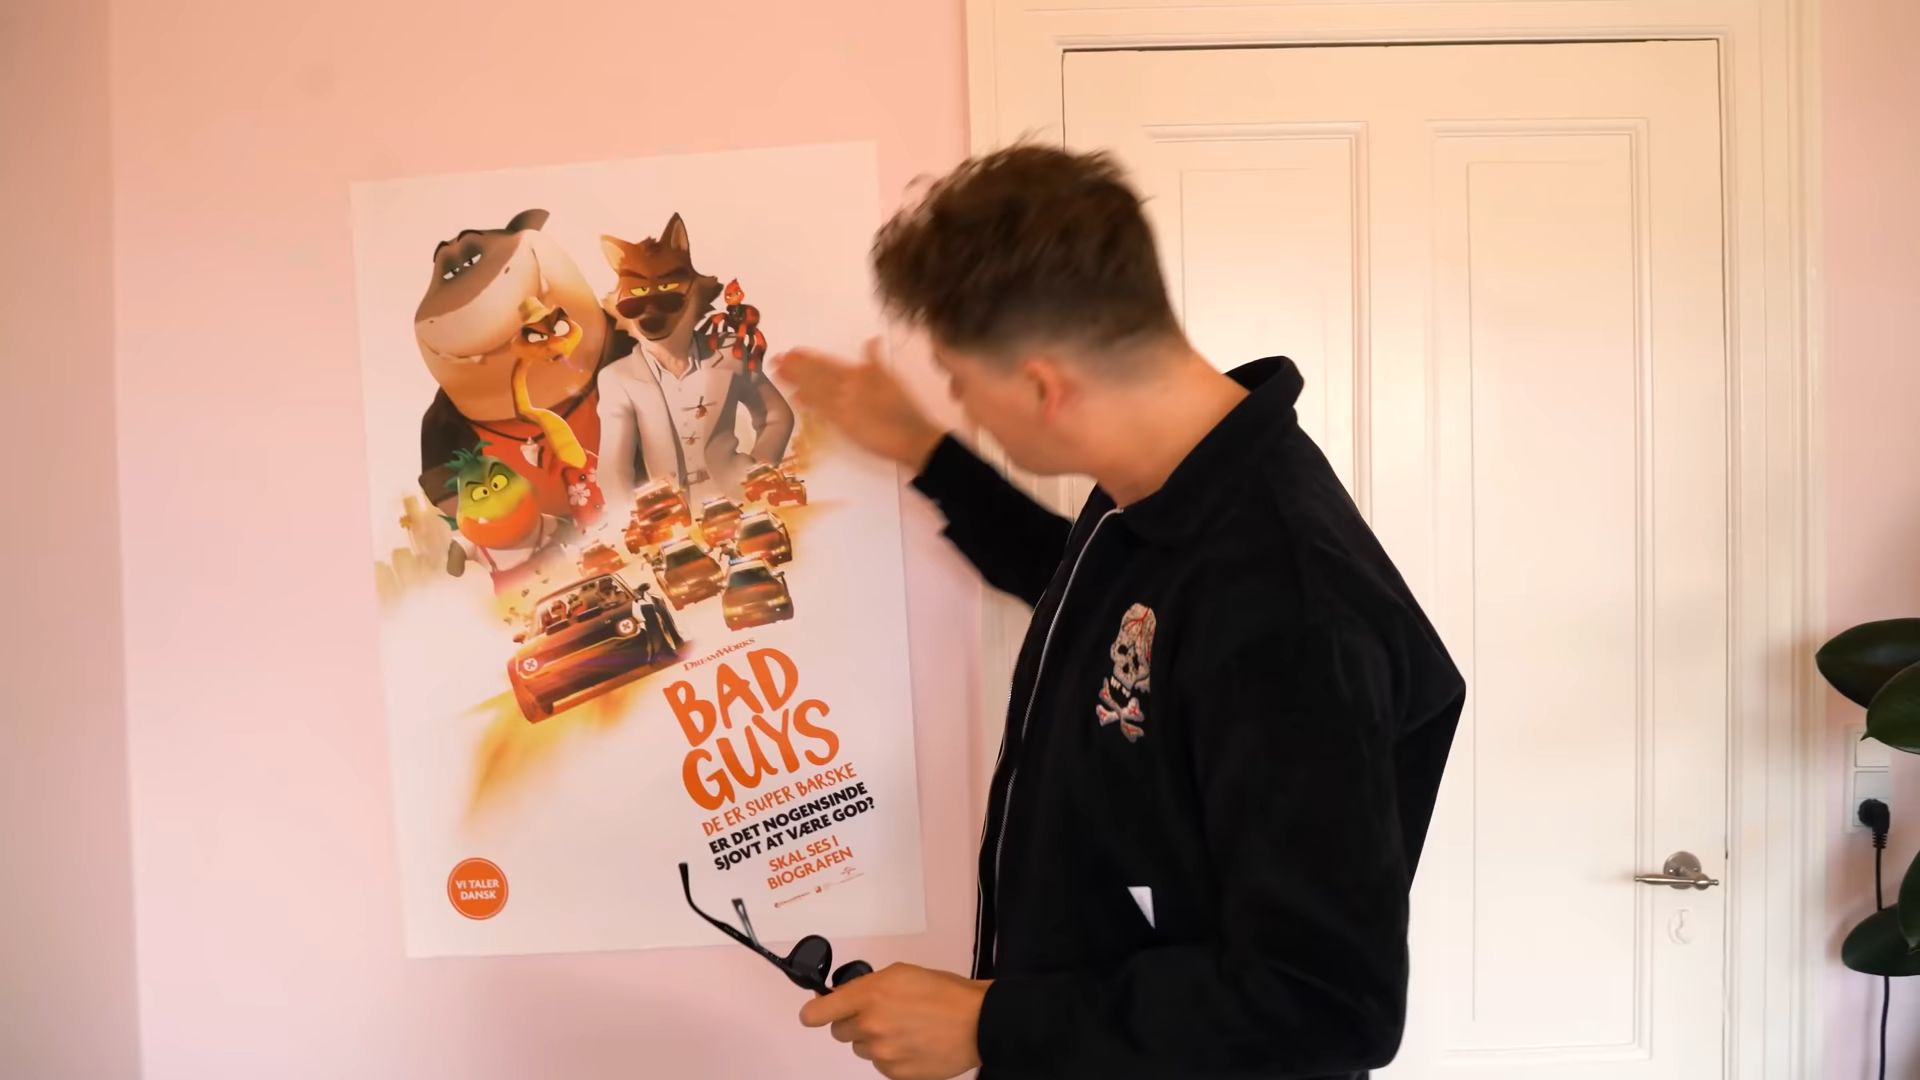 DREAMWORKS
BAD
GUYS
DE ER SUPER BARSKE
ER DET NOGENSINDE
SJOVT AT VÆRE GOD?
SKAL SES I
BIOGRAFEN
VI TALER
DANSK